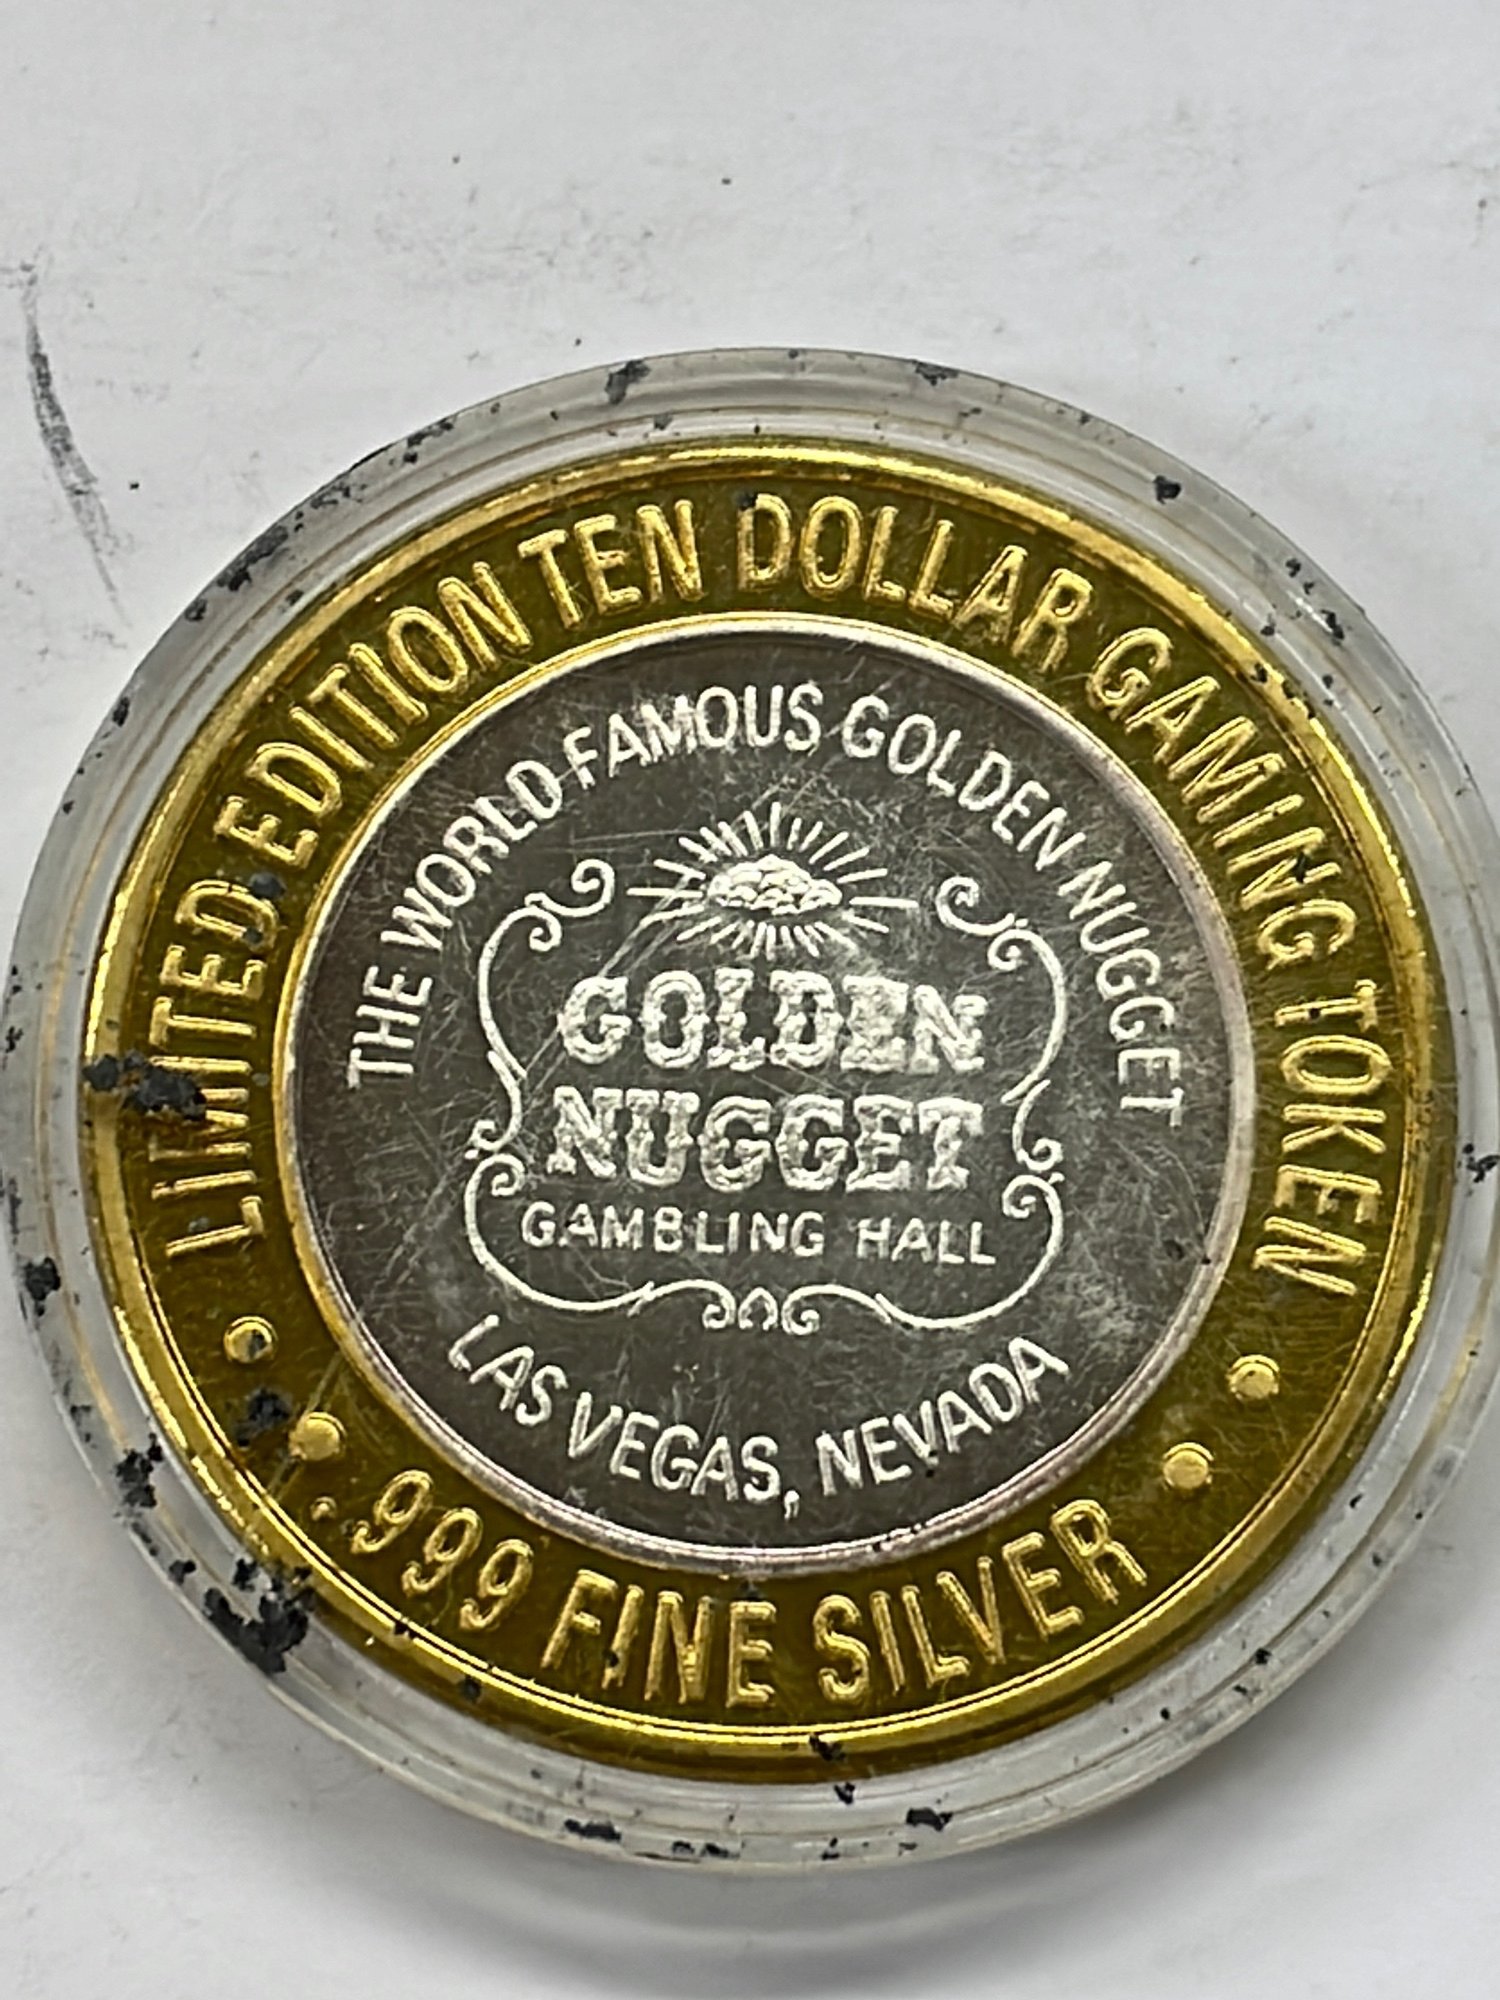 LIMITED EDITION TEN DOLLAR GAMING TOKEN
THE WORLD FAMOUS GOLDEN NUGGET
GOLDEN
NUGGET
GAMBLING HALL
LAS VEGAS, NEVADA
.999 FINE SILVER